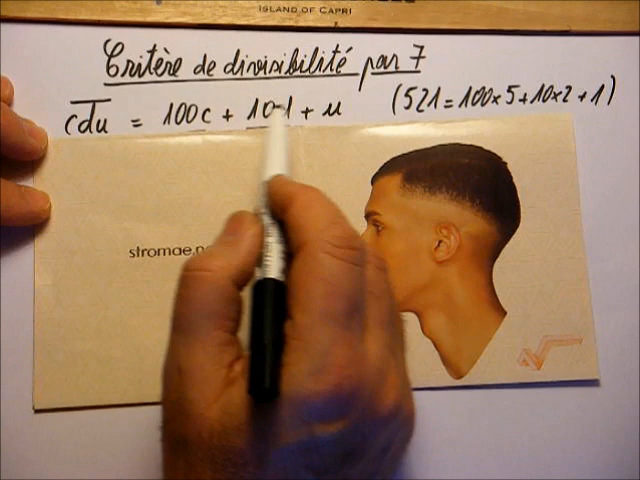 ISLAND OF CAPRI
Critère de divisibilité par 7
cdu = 100c + 10d + u (521 = 100×5 + 10×2 + 1)
stromae.